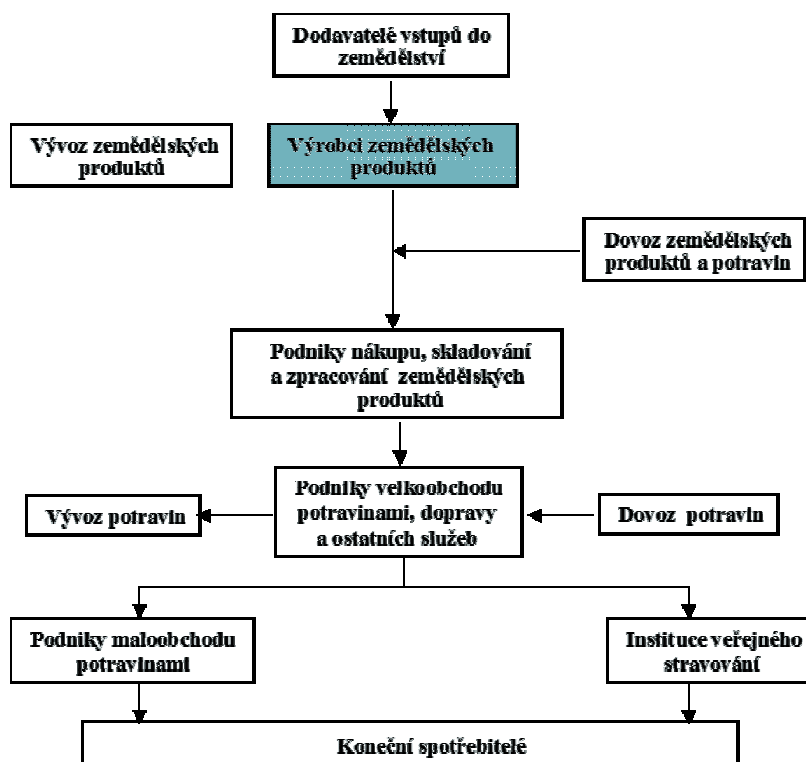 Dodavatelé vstupů do
zemědělství
Vývoz zemědělských
produktů
Výrobci zemědělských
produktů
Dovoz zemědělských
produktů a potravin
Podniky nákupu, skladování
a zpracování zemědělských
produktů
Podniky velkoobchodu
potravinami, dopravy
a ostatních služeb
Vývoz potravin
Dovoz potravin
Podniky maloobchodu
potravinami
Instituce veřejného
stravování
Koneční spotřebitelé